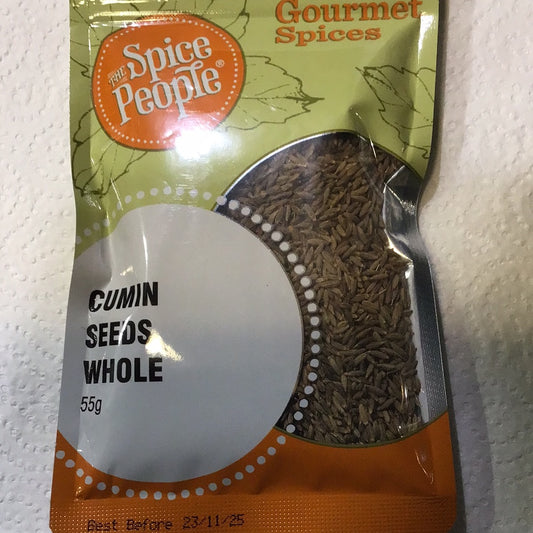 Gourmet
Spices
THE
Spice
People®
CUMIN
SEEDS
WHOLE
55g
Best Before 23/11/25